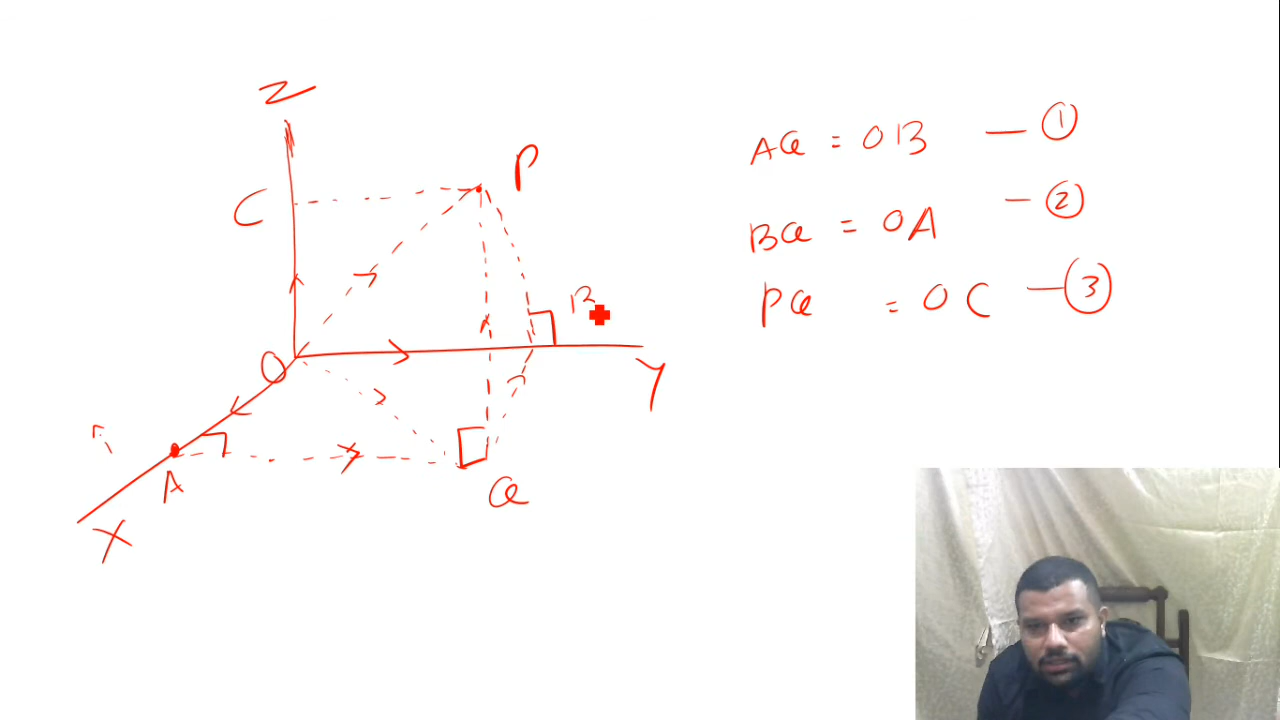 Z
C
P
B
O
Y
A
X
Q
AQ = OB — ①
BQ = OA — ②
PQ = OC — ③